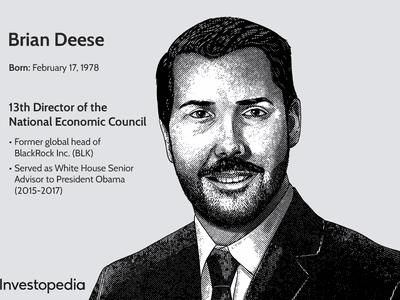 Brian Deese
Born: February 17, 1978
13th Director of the
National Economic Council
• Former global head of
BlackRock Inc. (BLK)
• Served as White House Senior
Advisor to President Obama
(2015-2017)
Investopedia